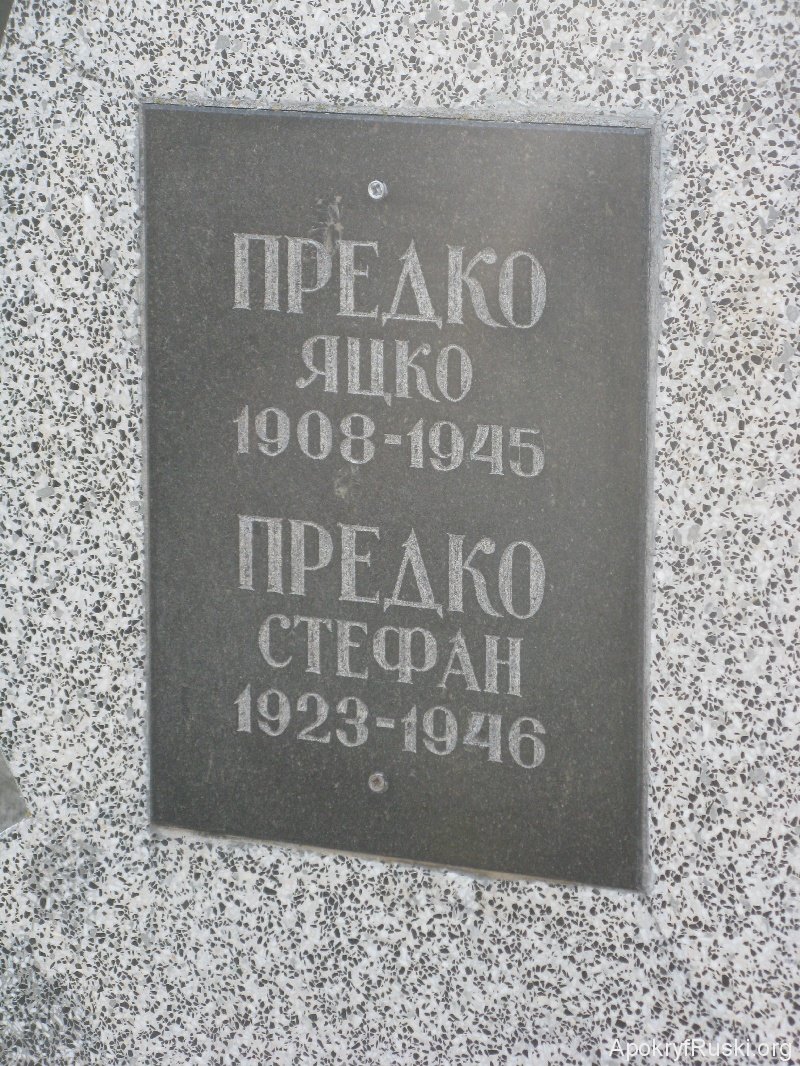 ПРЕДКО
ЯЦКО
1908-1945
ПРЕДКО
СТЕФАН
1923-1946
ApokryfRuski.org